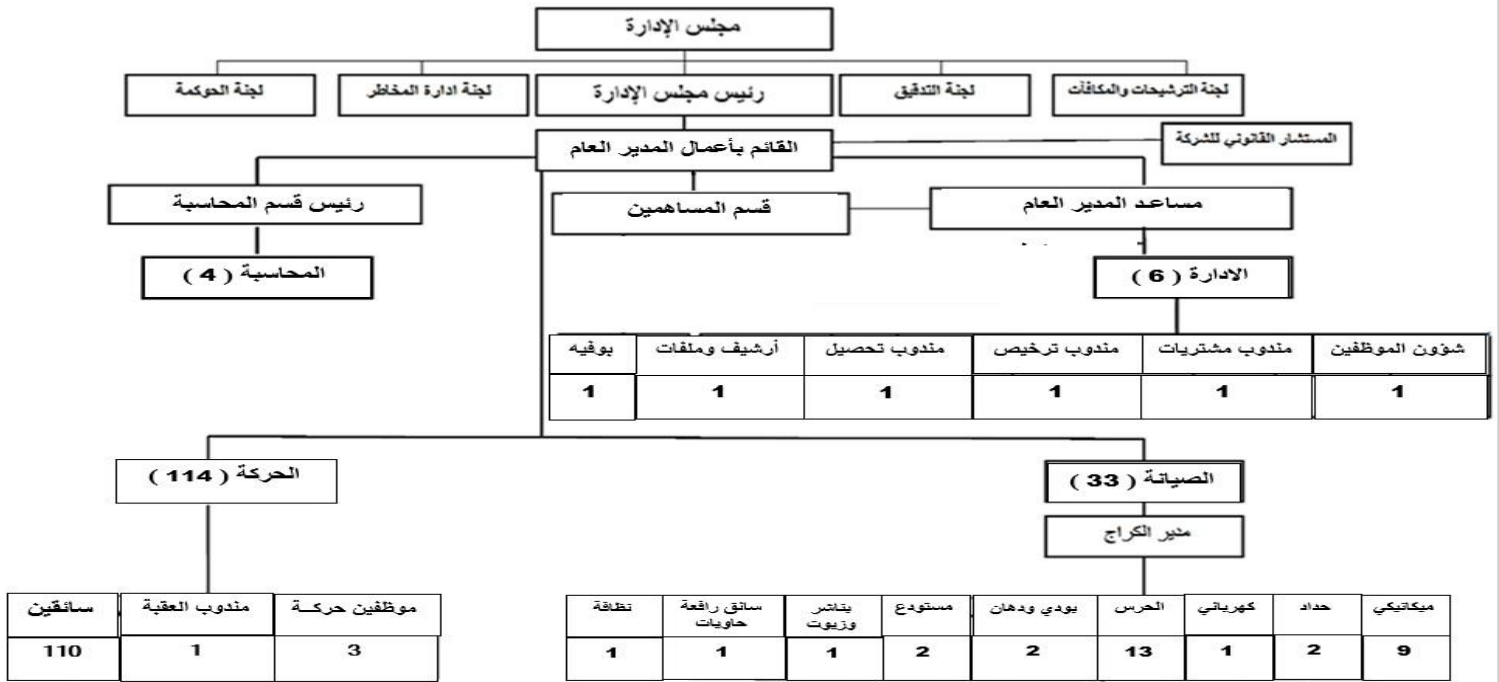 مجلس الإدارة
لجنة الترشيحات والمكافآت
لجنة التدقيق
رئيس مجلس الإدارة
لجنة ادارة المخاطر
لجنة الحوكمة
المستشار القانوني للشركة
القائم بأعمال المدير العام
مساعد المدير العام
قسم المساهمين
رئيس قسم المحاسبة
الادارة ( 6 )
المحاسبة ( 4 )
شؤون الموظفين
مندوب مشتريات
مندوب ترخيص
مندوب تحصيل
أرشيف وملفات
بوفيه
1
1
1
1
1
1
الصيانة ( 33 )
الحركة ( 114 )
مدير الكراج
ميكانيكي
حداد
كهربائي
الحرس
بودي ودهان
مستودع
بناشر
وزيوت
سائق رافعة
حاويات
نظافة
9
2
1
13
2
2
1
1
1
موظفين حركــة
مندوب العقبة
سائقين
3
1
110